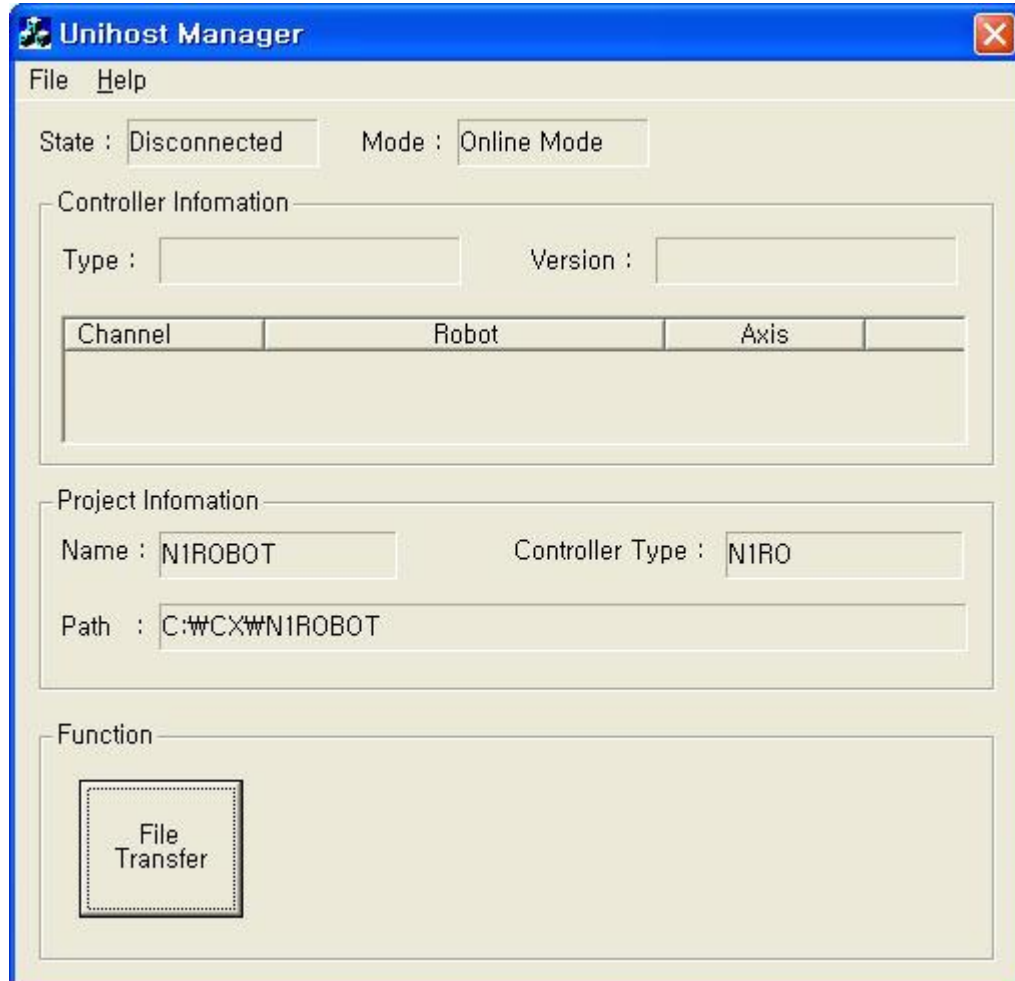 Unihost Manager
File Help
State : Disconnected Mode : Online Mode
Controller Infomation
Type : Version :
Channel Robot Axis
Project Infomation
Name : N1ROBOT Controller Type : N1RO
Path : C:₩CX₩N1ROBOT
Function
File
Transfer